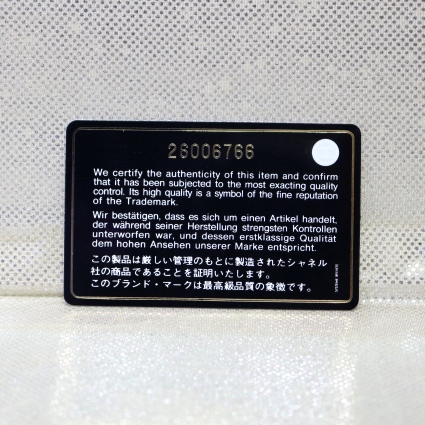 26006766
We certify the authenticity of this item and confirm
that it has been subjected to the most exacting quality
control. Its high quality is a symbol of the fine reputation
of the Trademark.
Wir bestätigen, dass es sich um einen Artikel handelt,
der während seiner Herstellung strengsten Kontrollen
unterworfen war, und dessen erstklassige Qualität
dem hohen Ansehen unserer Marke entspricht.
この製品は厳しい管理のもとに製造されたシャネル
社の商品であることを証明いたします。
このブランド・マークは最高級品質の象徴です。